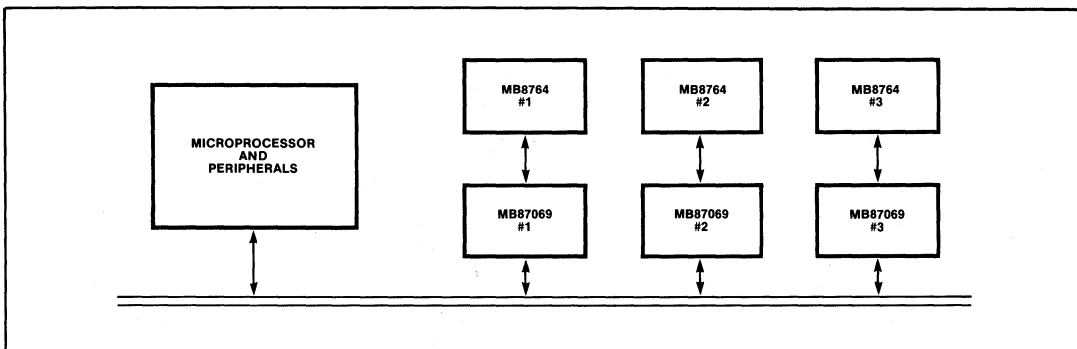 MICROPROCESSOR
AND
PERIPHERALS
MB8764
#1
MB8764
#2
MB8764
#3
MB87069
#1
MB87069
#2
MB87069
#3